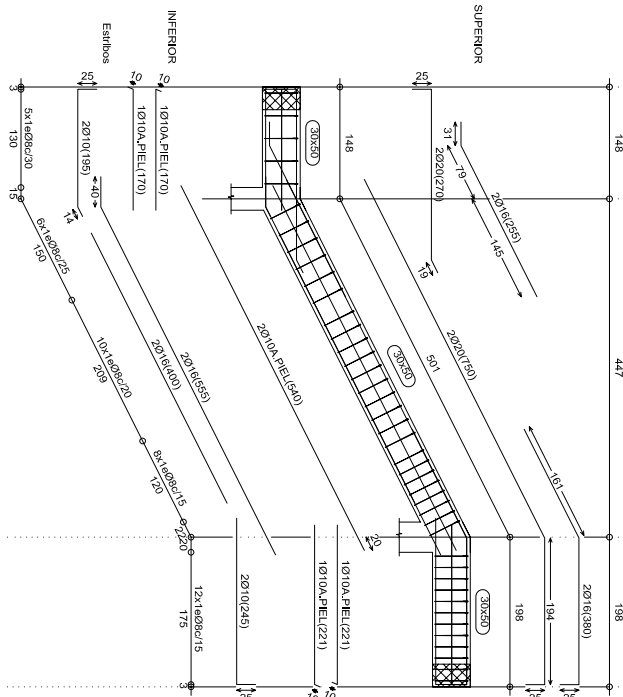 SUPERIOR
INFERIOR
Estribos
148
447
198
2Ø16(255)
31
79
145
161
2Ø16(380)
25
2Ø20(270)
19
2Ø20(750)
194
25
25
148
501
198
30x50
30x50
30x50
20
1Ø10A.PIEL(170)
10
1Ø10A.PIEL(170)
10
2Ø10A.PIEL(540)
1Ø10A.PIEL(221)
1Ø10A.PIEL(221)
10
2Ø10(195)
25
40
14
2Ø16(555)
2Ø16(400)
2Ø10(245)
25
3
5x1eØ8c/30
130
15
6x1eØ8c/25
150
10x1eØ8c/20
209
8x1eØ8c/15
120
12x1eØ8c/15
175
3